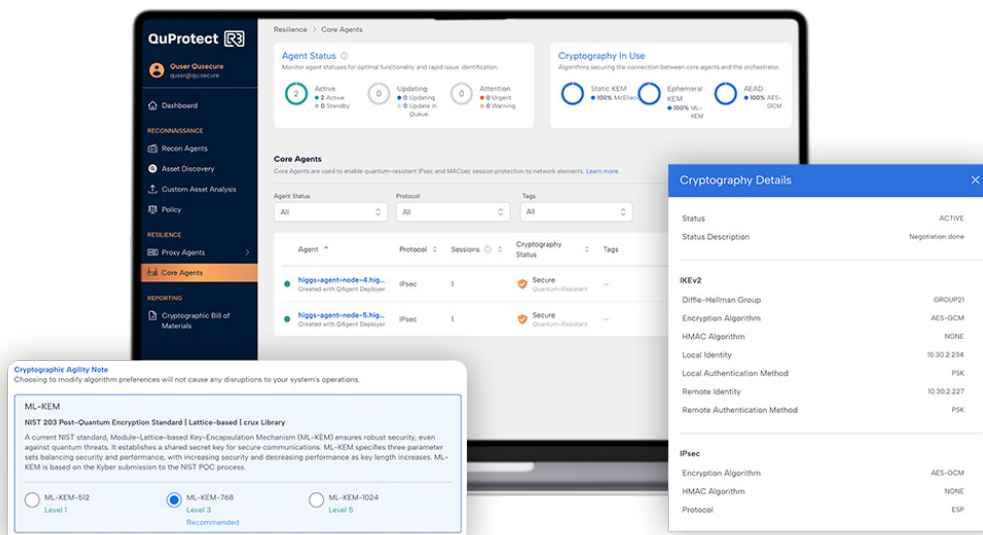 QuProtect R3
Quser Qusecure
quser@qu.secure
Dashboard
RECONNAISSANCE
Recon Agents
Asset Discovery
Custom Asset Analysis
Policy
RESILIENCE
Proxy Agents
Core Agents
REPORTING
Cryptographic Bill of
Materials
Resilience > Core Agents
Agent Status
Monitor agent statuses for optimal functionality and rapid issue identification.
2
Active
2 Active
0 Standby
0
Updating
0 Updating
0 Update In
Queue
0
Attention
0 Urgent
0 Warning
Cryptography In Use
Algorithms securing the connection between core agents and the orchestrator.
Static KEM
100% McEliece
Ephemeral
KEM
100% ML-
KEM
AEAD
100% AES-
GCM
Core Agents
Core Agents are used to enable quantum-resistant IPsec and MACsec session protection to network elements. Learn more.
Agent Status
All
Protocol
All
Tags
All
Agent Protocol Sessions Cryptography
Status Tags
higgs-agent-node-4.hig...
Created with QAgent Deployer
IPsec 1 Secure
Quantum-Resistant
--
higgs-agent-node-5.hig...
Created with QAgent Deployer
IPsec 1 Secure
Quantum-Resistant
--
Cryptography Details
Status ACTIVE
Status Description Negotiation done
IKEv2
Diffie-Hellman Group GROUP21
Encryption Algorithm AES-GCM
HMAC Algorithm NONE
Local Identity 10.30.2.234
Local Authentication Method PSK
Remote Identity 10.30.2.227
Remote Authentication Method PSK
IPsec
Encryption Algorithm AES-GCM
HMAC Algorithm NONE
Protocol ESP
Cryptographic Agility Note
Choosing to modify algorithm preferences will not cause any disruptions to your system's operations.
ML-KEM
NIST 203 Post-Quantum Encryption Standard | Lattice-based | crux Library
A current NIST standard, Module-Lattice-based Key-Encapsulation Mechanism (ML-KEM) ensures robust security, even
against quantum threats. It establishes a shared secret key for secure communications. ML-KEM specifies three parameter
sets balancing security and performance, with increasing security and decreasing performance as key length increases. ML-
KEM is based on the Kyber submission to the NIST PQC process.
ML-KEM-512
Level 1
ML-KEM-768
Level 3
Recommended
ML-KEM-1024
Level 5